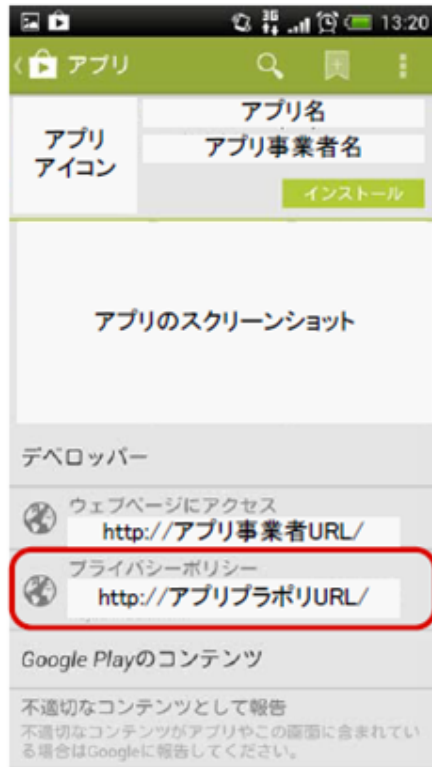 3G 13:20
アプリ
アプリ
アイコン
アプリ名
アプリ事業者名
インストール
アプリのスクリーンショット
デベロッパー
ウェブページにアクセス
http://アプリ事業者URL/
プライバシーポリシー
http://アプリプラポリURL/
Google Playのコンテンツ
不適切なコンテンツとして報告
不適切なコンテンツがアプリやこの画面に含まれてい
る場合はGoogleに報告してください。